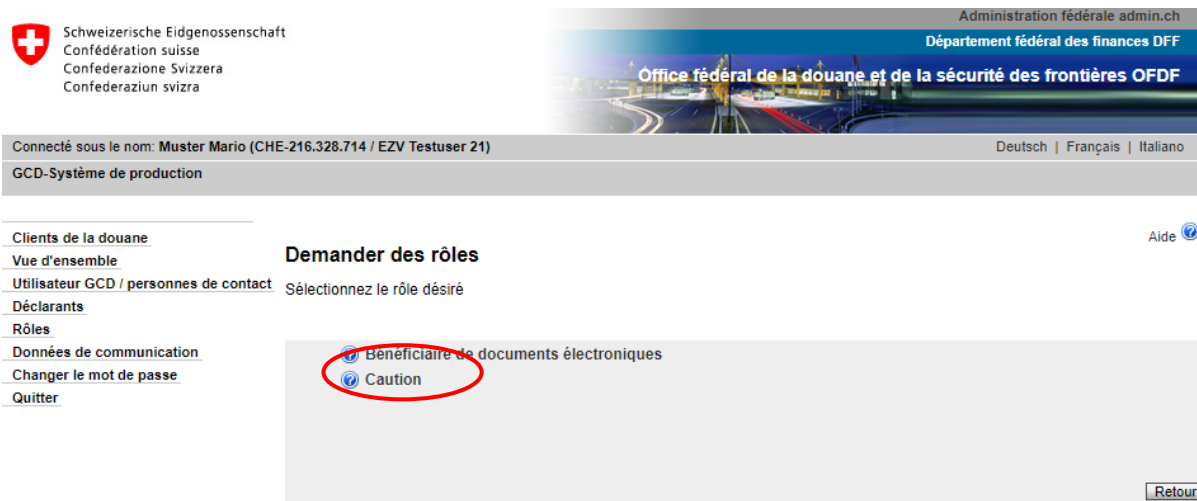 Schweizerische Eidgenossenschaft
Confédération suisse
Confederazione Svizzera
Confederaziun svizra
Administration fédérale admin.ch
Département fédéral des finances DFF
Office fédéral de la douane et de la sécurité des frontières OFDF
Connecté sous le nom: Muster Mario (CHE-216.328.714 / EZV Testuser 21)
Deutsch | Français | Italiano
GCD-Système de production
Aide
Clients de la douane
Vue d'ensemble
Utilisateur GCD / personnes de contact
Déclarants
Rôles
Données de communication
Changer le mot de passe
Quitter
Demander des rôles
Sélectionnez le rôle désiré
Bénéficiaire de documents électroniques
Caution
Retour